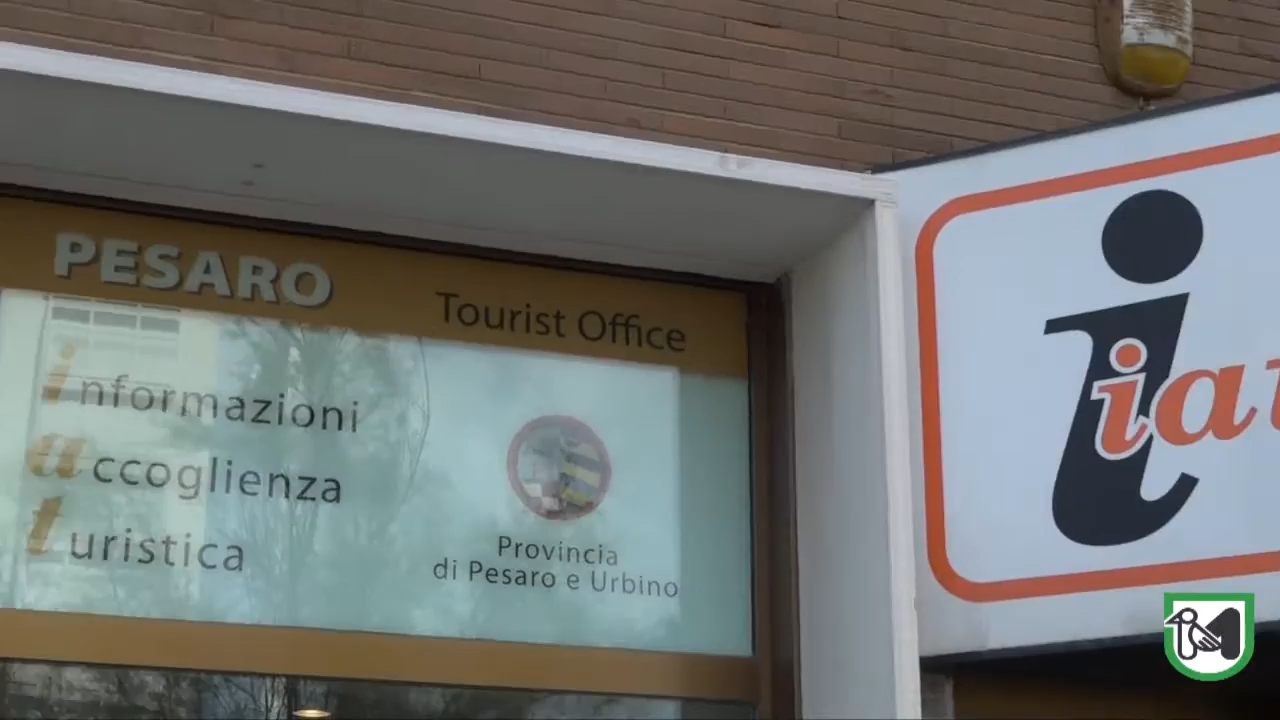 PESARO
Tourist Office
informazioni
accoglienza
turistica
Provincia
di Pesaro e Urbino
i
iat